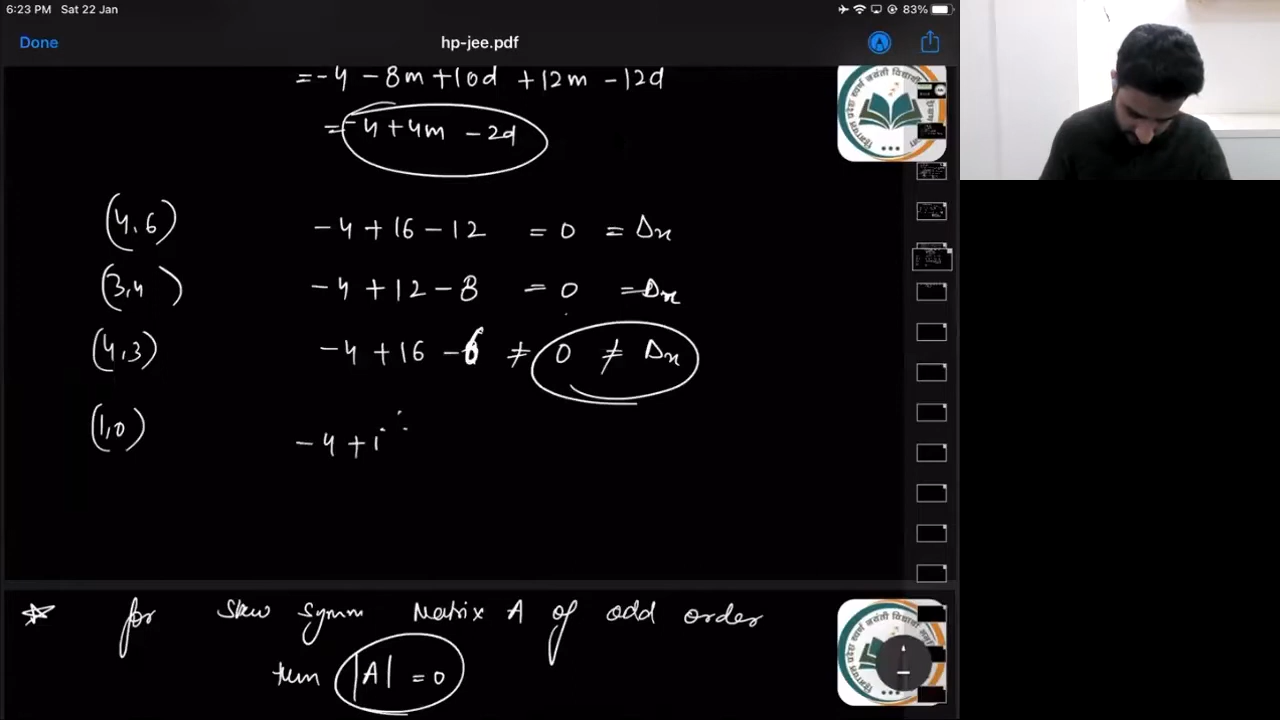 6:23 PM Sat 22 Jan
83%
Done
hp-jee.pdf
= -4 - 8m + 10d + 12m - 12d
= -4 + 4m - 2d
(4,6) -4 + 16 - 12 = 0 = Δx
(3,4) -4 + 12 - 8 = 0 = Δx
(4,3) -4 + 16 - 6 ≠ 0 ≠ Δx
(1,0) -4 +
for skew symm Matrix A of odd order
|A| = 0